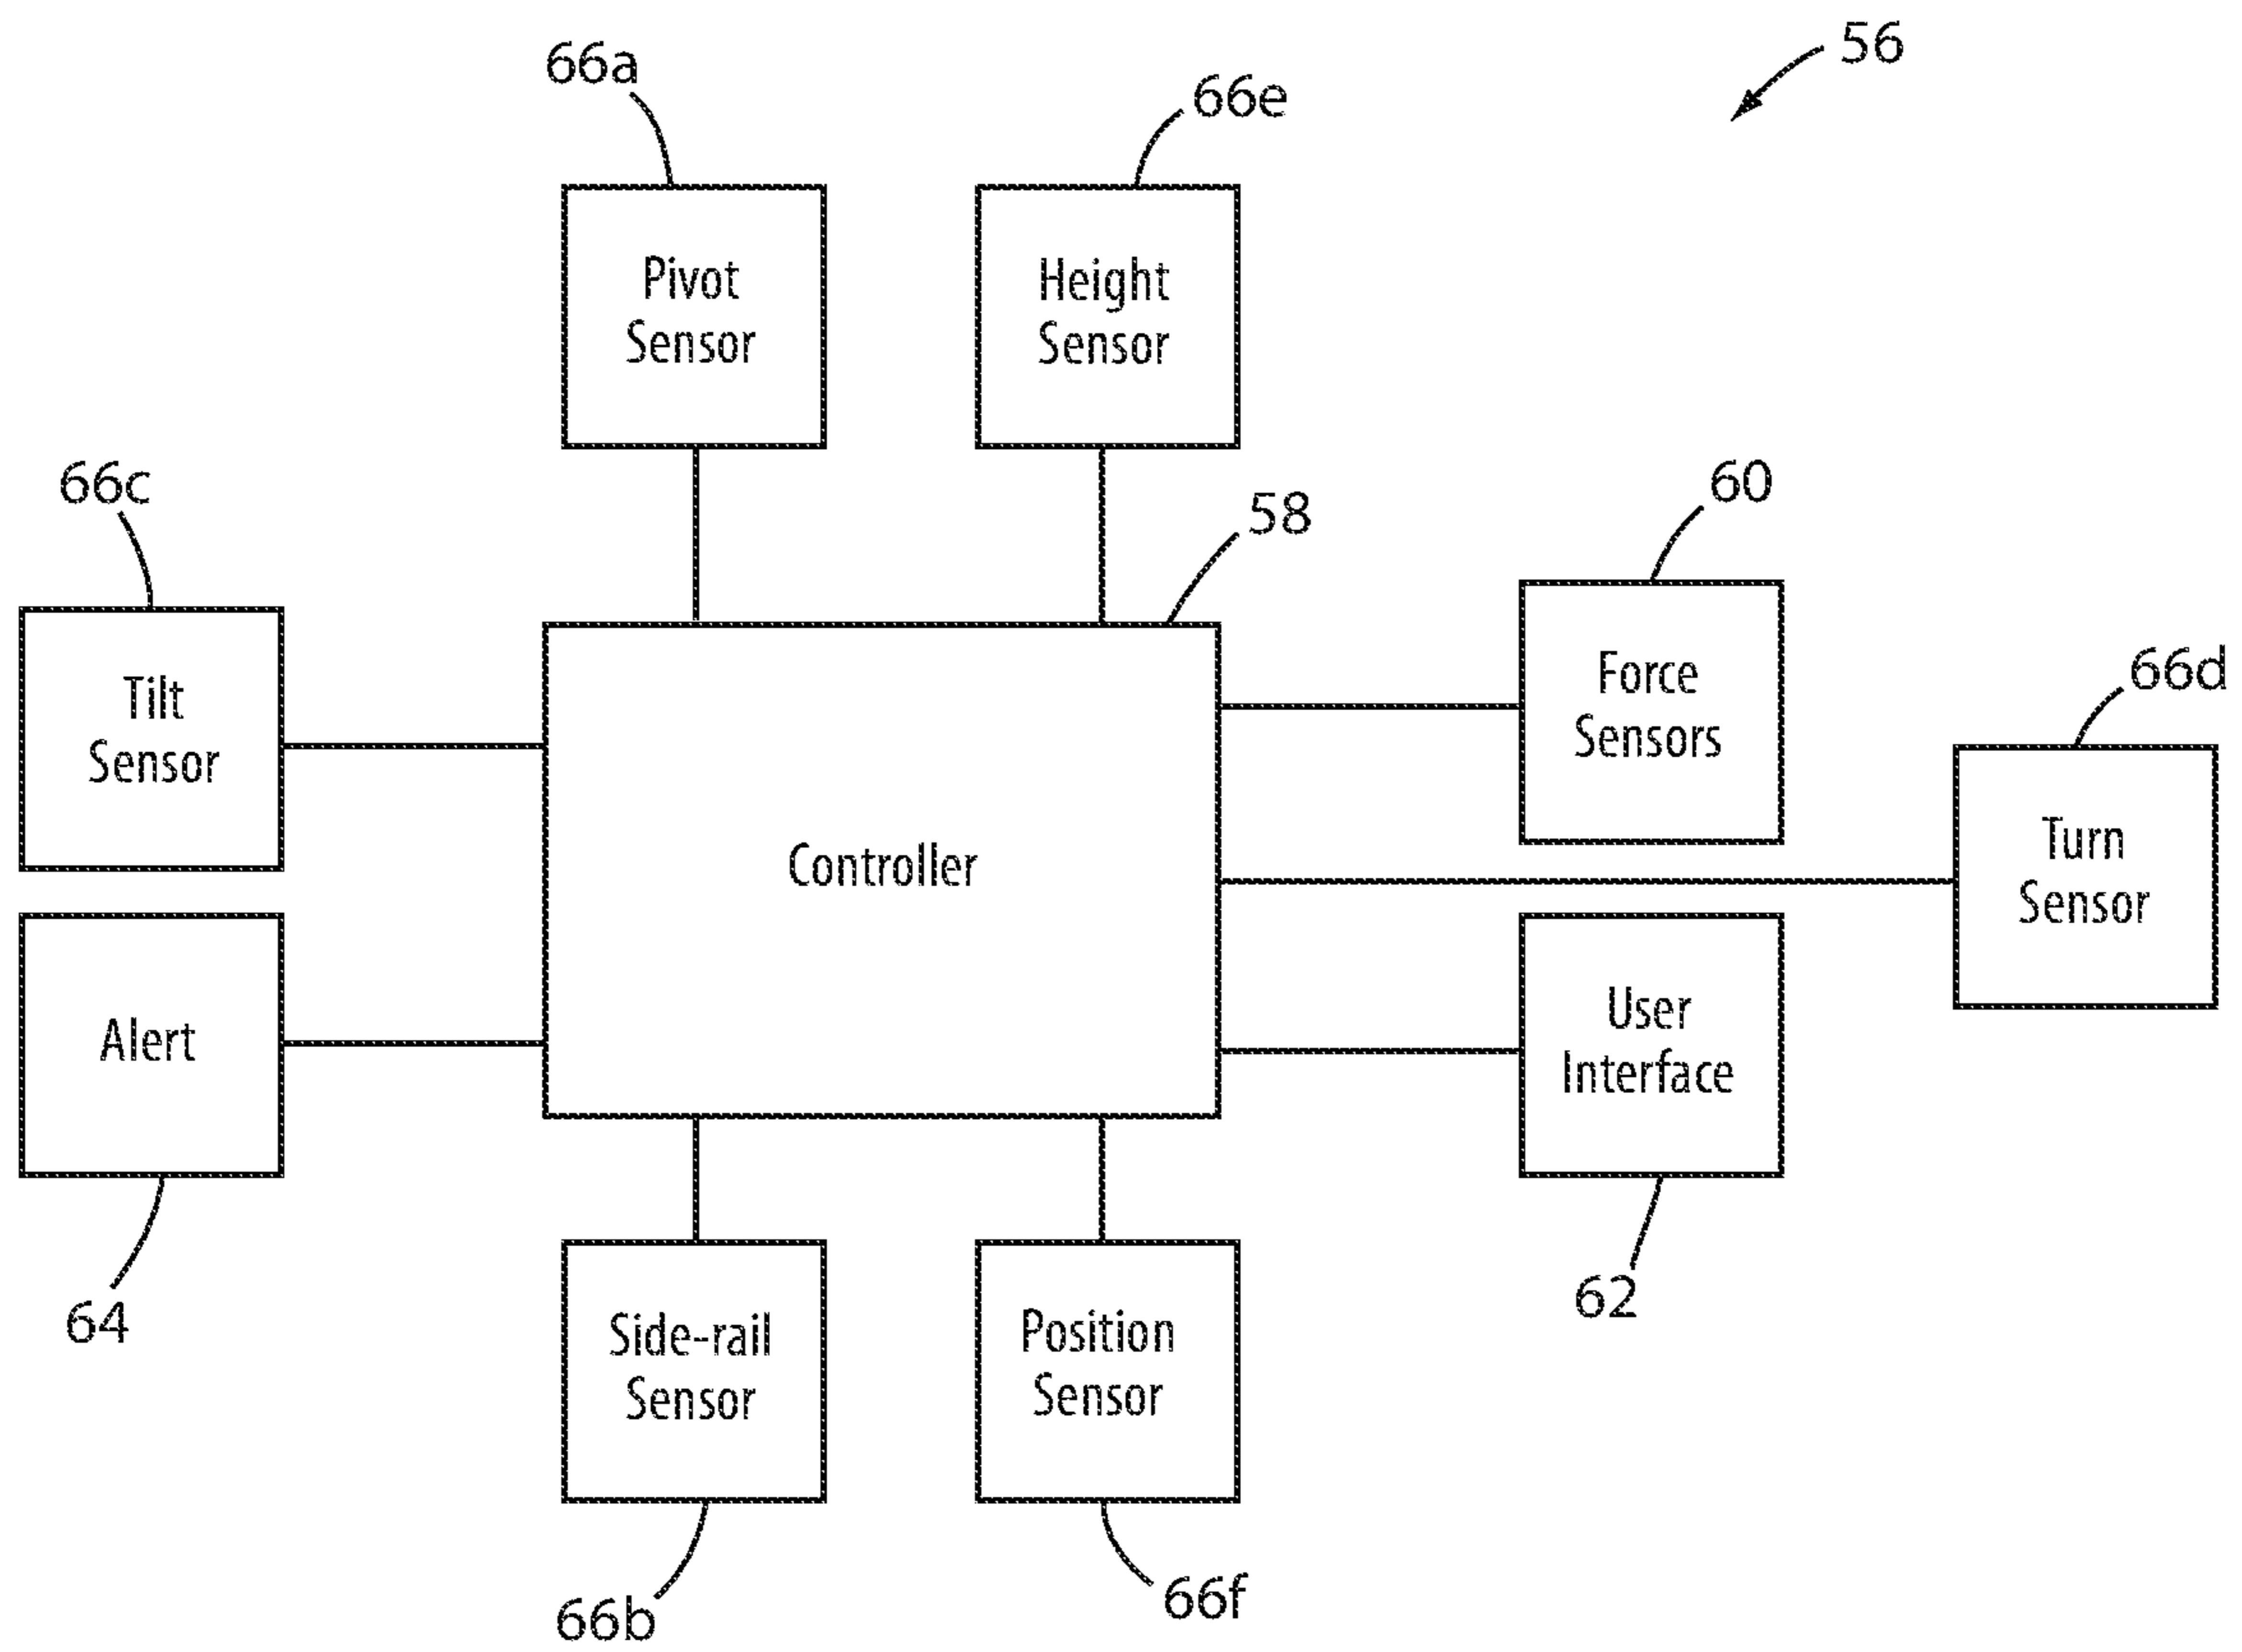 56
66a
66e
Pivot
Sensor
Height
Sensor
66c
58
60
Tilt
Sensor
Force
Sensors
66d
Controller
Turn
Sensor
Alert
User
Interface
64
62
Side-rail
Sensor
Position
Sensor
66b
66f